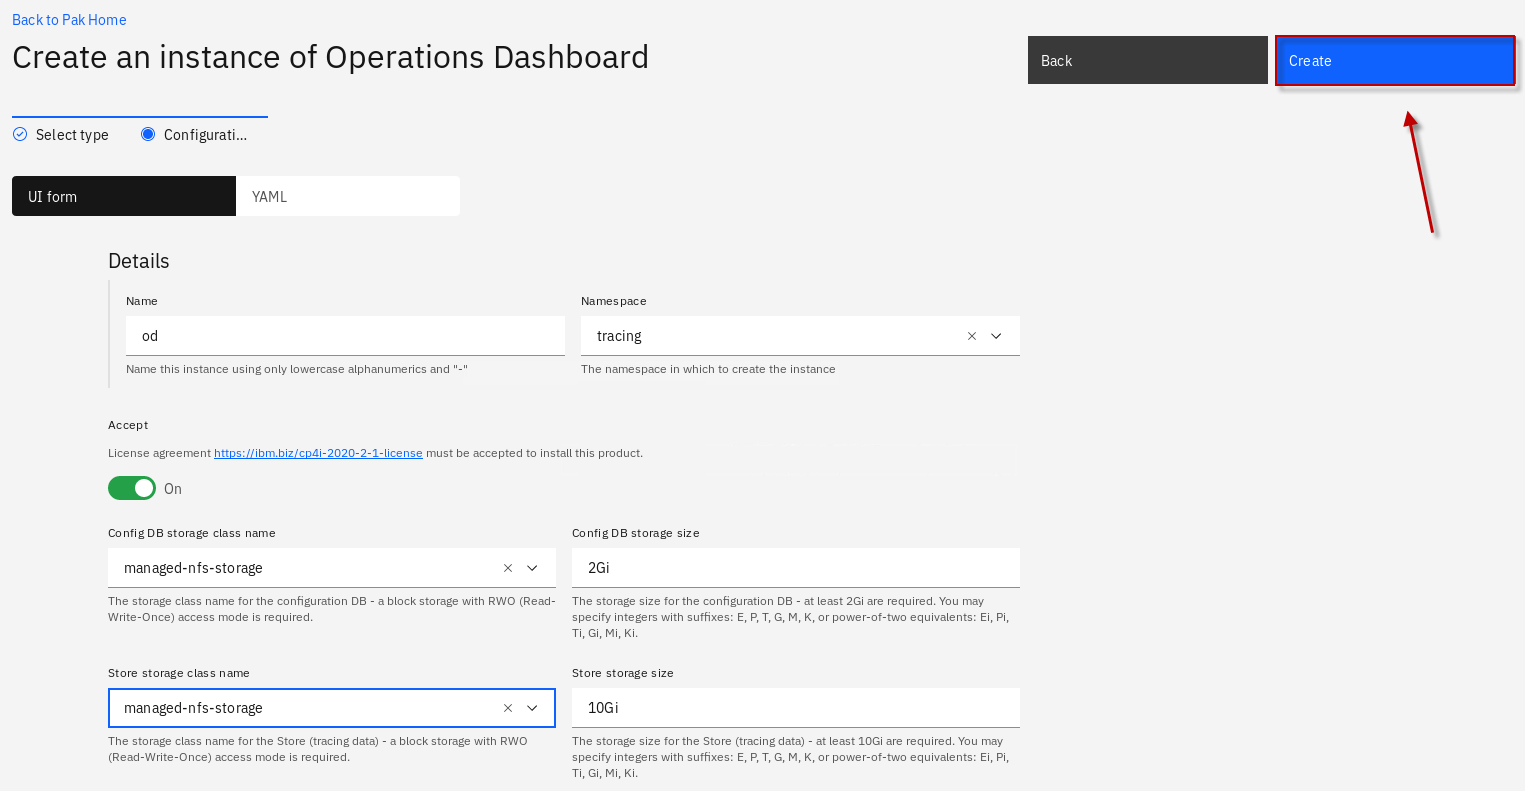 Back to Pak Home
Create an instance of Operations Dashboard
Back
Create
Select type
Configurati...
UI form
YAML
Details
Name
Namespace
od
tracing
Name this instance using only lowercase alphanumerics and "-"
The namespace in which to create the instance
Accept
License agreement https://ibm.biz/cp4i-2020-2-1-license must be accepted to install this product.
On
Config DB storage class name
Config DB storage size
managed-nfs-storage
2Gi
The storage class name for the configuration DB - a block storage with RWO (Read-
Write-Once) access mode is required.
The storage size for the configuration DB - at least 2Gi are required. You may
specify integers with suffixes: E, P, T, G, M, K, or power-of-two equivalents: Ei, Pi,
Ti, Gi, Mi, Ki.
Store storage class name
Store storage size
managed-nfs-storage
10Gi
The storage class name for the Store (tracing data) - a block storage with RWO
(Read-Write-Once) access mode is required.
The storage size for the Store (tracing data) - at least 10Gi are required. You may
specify integers with suffixes: E, P, T, G, M, K, or power-of-two equivalents: Ei, Pi,
Ti, Gi, Mi, Ki.